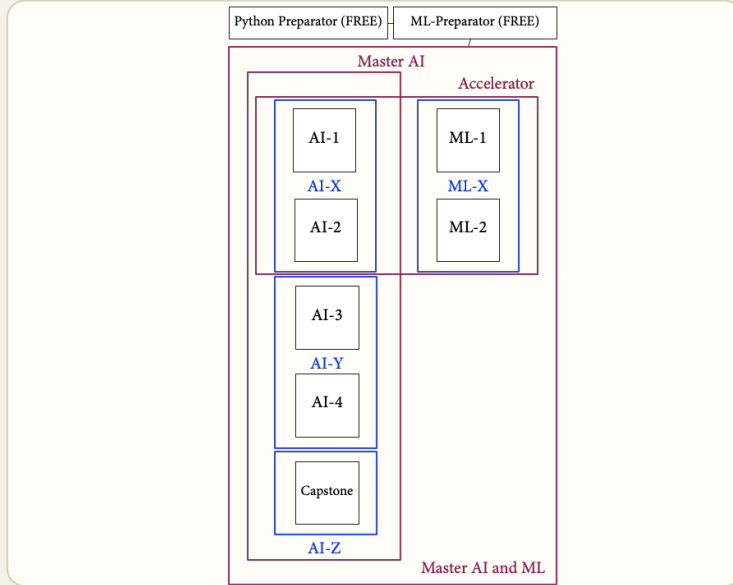 Python Preparator (FREE)
ML-Preparator (FREE)
Master AI
Accelerator
AI-1
ML-1
AI-X
ML-X
AI-2
ML-2
AI-3
AI-Y
AI-4
Capstone
AI-Z
Master AI and ML